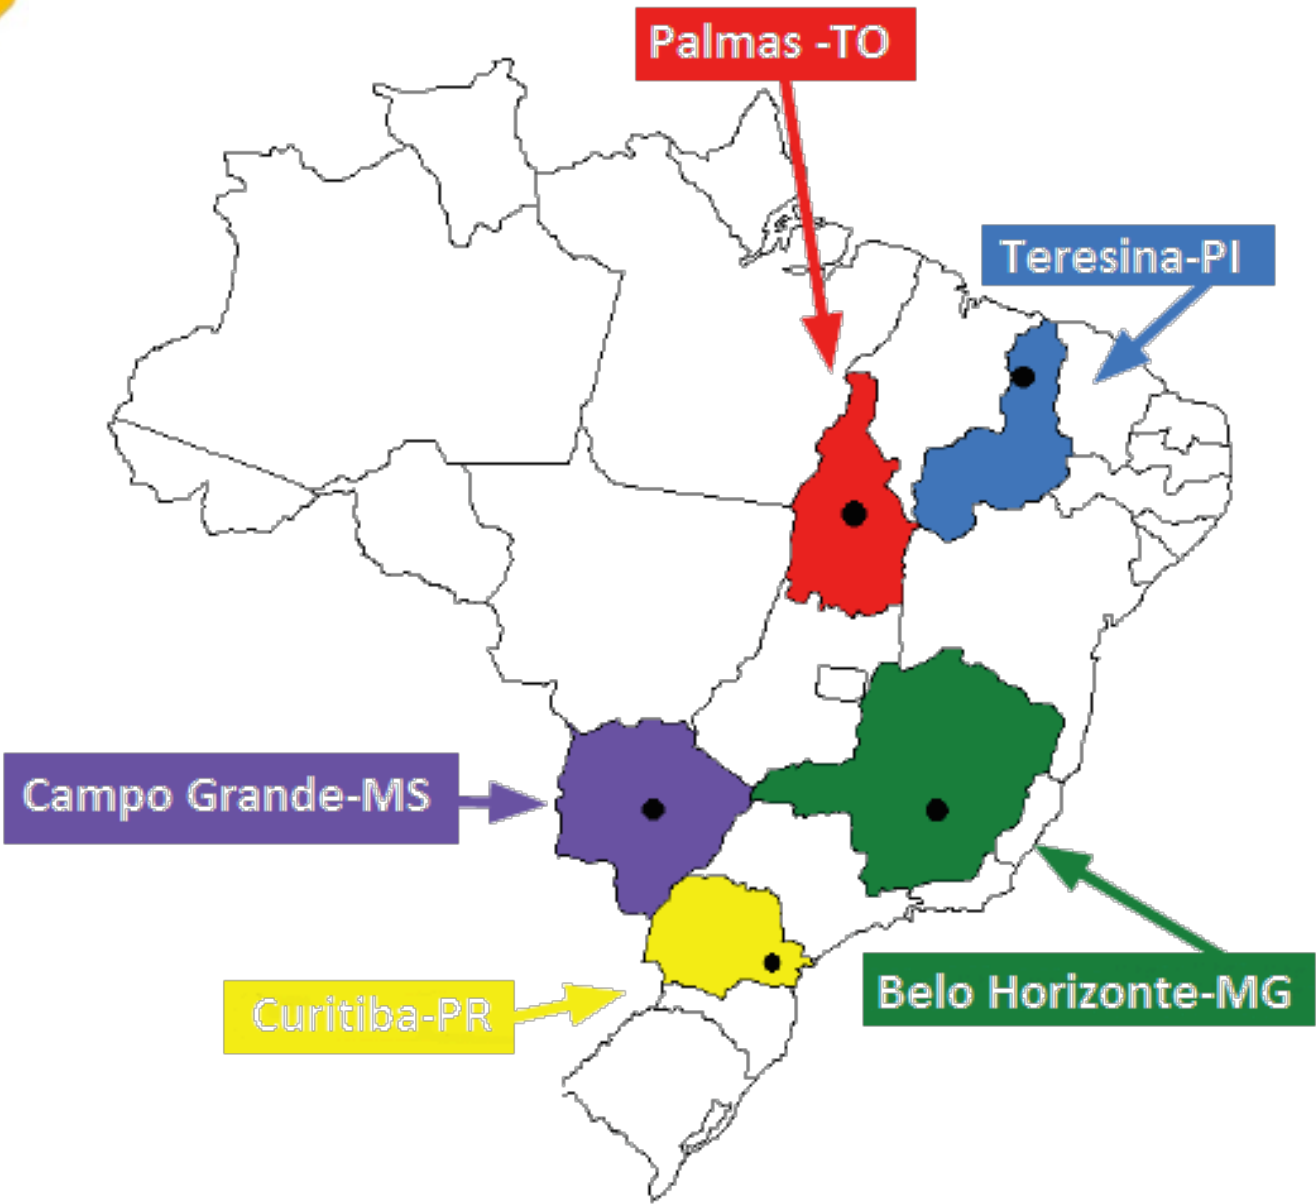 Palmas -TO
Teresina-PI
Campo Grande-MS
Belo Horizonte-MG
Curitiba-PR